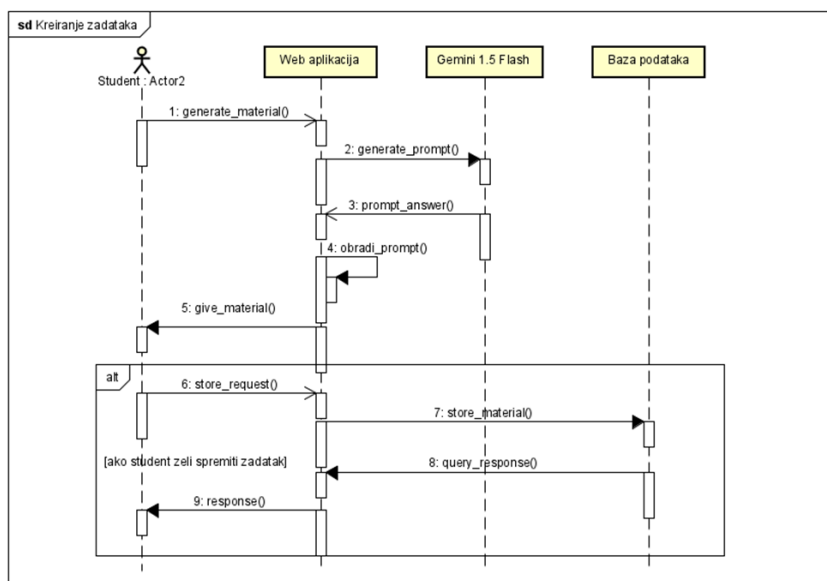 sd Kreiranje zadataka
Student : Actor2
Web aplikacija
Gemini 1.5 Flash
Baza podataka
1: generate_material()
2: generate_prompt()
3: prompt_answer()
4: obradi_prompt()
5: give_material()
alt
6: store_request()
7: store_material()
[ako student zeli spremiti zadatak]
8: query_response()
9: response()